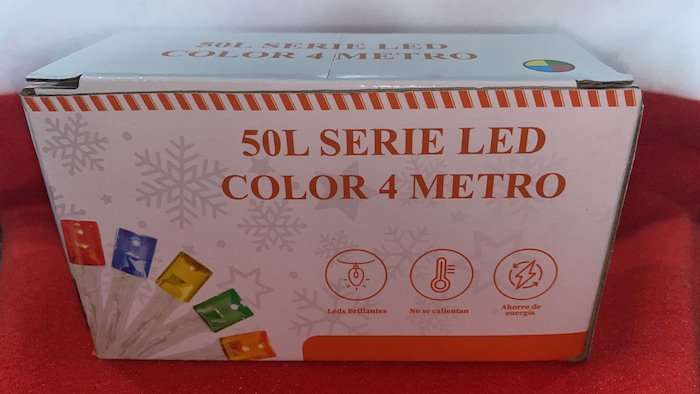 50L SERIE LED
COLOR 4 METRO
50L SERIE LED
COLOR 4 METRO
Leds Brillantes
No se calientan
Ahorro de
energía